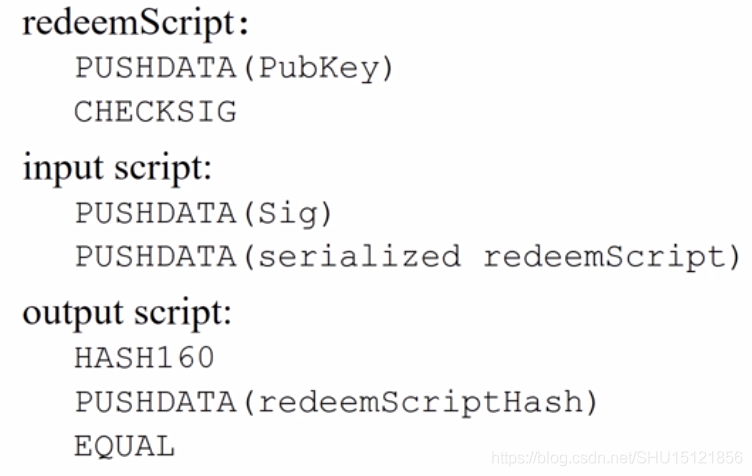 redeemScript:
PUSHDATA(PubKey)
CHECKSIG
input script:
PUSHDATA(Sig)
PUSHDATA(serialized redeemScript)
output script:
HASH160
PUSHDATA(redeemScriptHash)
EQUAL
https://blog.csdn.net/SHU15121856